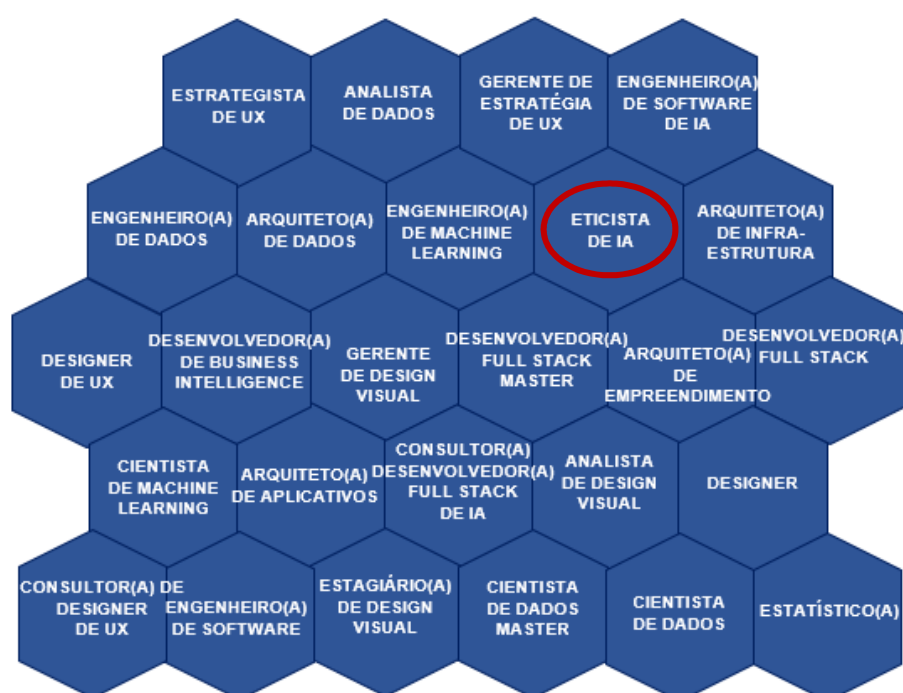 ESTRATEGISTA
DE UX
ANALISTA
DE DADOS
GERENTE DE
ESTRATÉGIA
DE UX
ENGENHEIRO(A)
DE SOFTWARE
DE IA
ENGENHEIRO(A)
DE DADOS
ARQUITETO(A)
DE DADOS
ENGENHEIRO(A)
DE MACHINE
LEARNING
ETICISTA
DE IA
ARQUITETO(A)
DE INFRA-
ESTRUTURA
DESIGNER
DE UX
DESENVOLVEDOR(A)
DE BUSINESS
INTELLIGENCE
GERENTE
DE DESIGN
VISUAL
DESENVOLVEDOR(A)
FULL STACK
MASTER
ARQUITETO(A)
DE
EMPREENDIMENTO
DESENVOLVEDOR(A)
FULL STACK
CIENTISTA
DE MACHINE
LEARNING
ARQUITETO(A)
DE APLICATIVOS
CONSULTOR(A)
DESENVOLVEDOR(A)
FULL STACK
DE IA
ANALISTA
DE DESIGN
VISUAL
DESIGNER
CONSULTOR(A) DE
DESIGNER
DE UX
ENGENHEIRO(A)
DE SOFTWARE
ESTAGIÁRIO(A)
DE DESIGN
VISUAL
CIENTISTA
DE DADOS
MASTER
CIENTISTA
DE DADOS
ESTATÍSTICO(A)